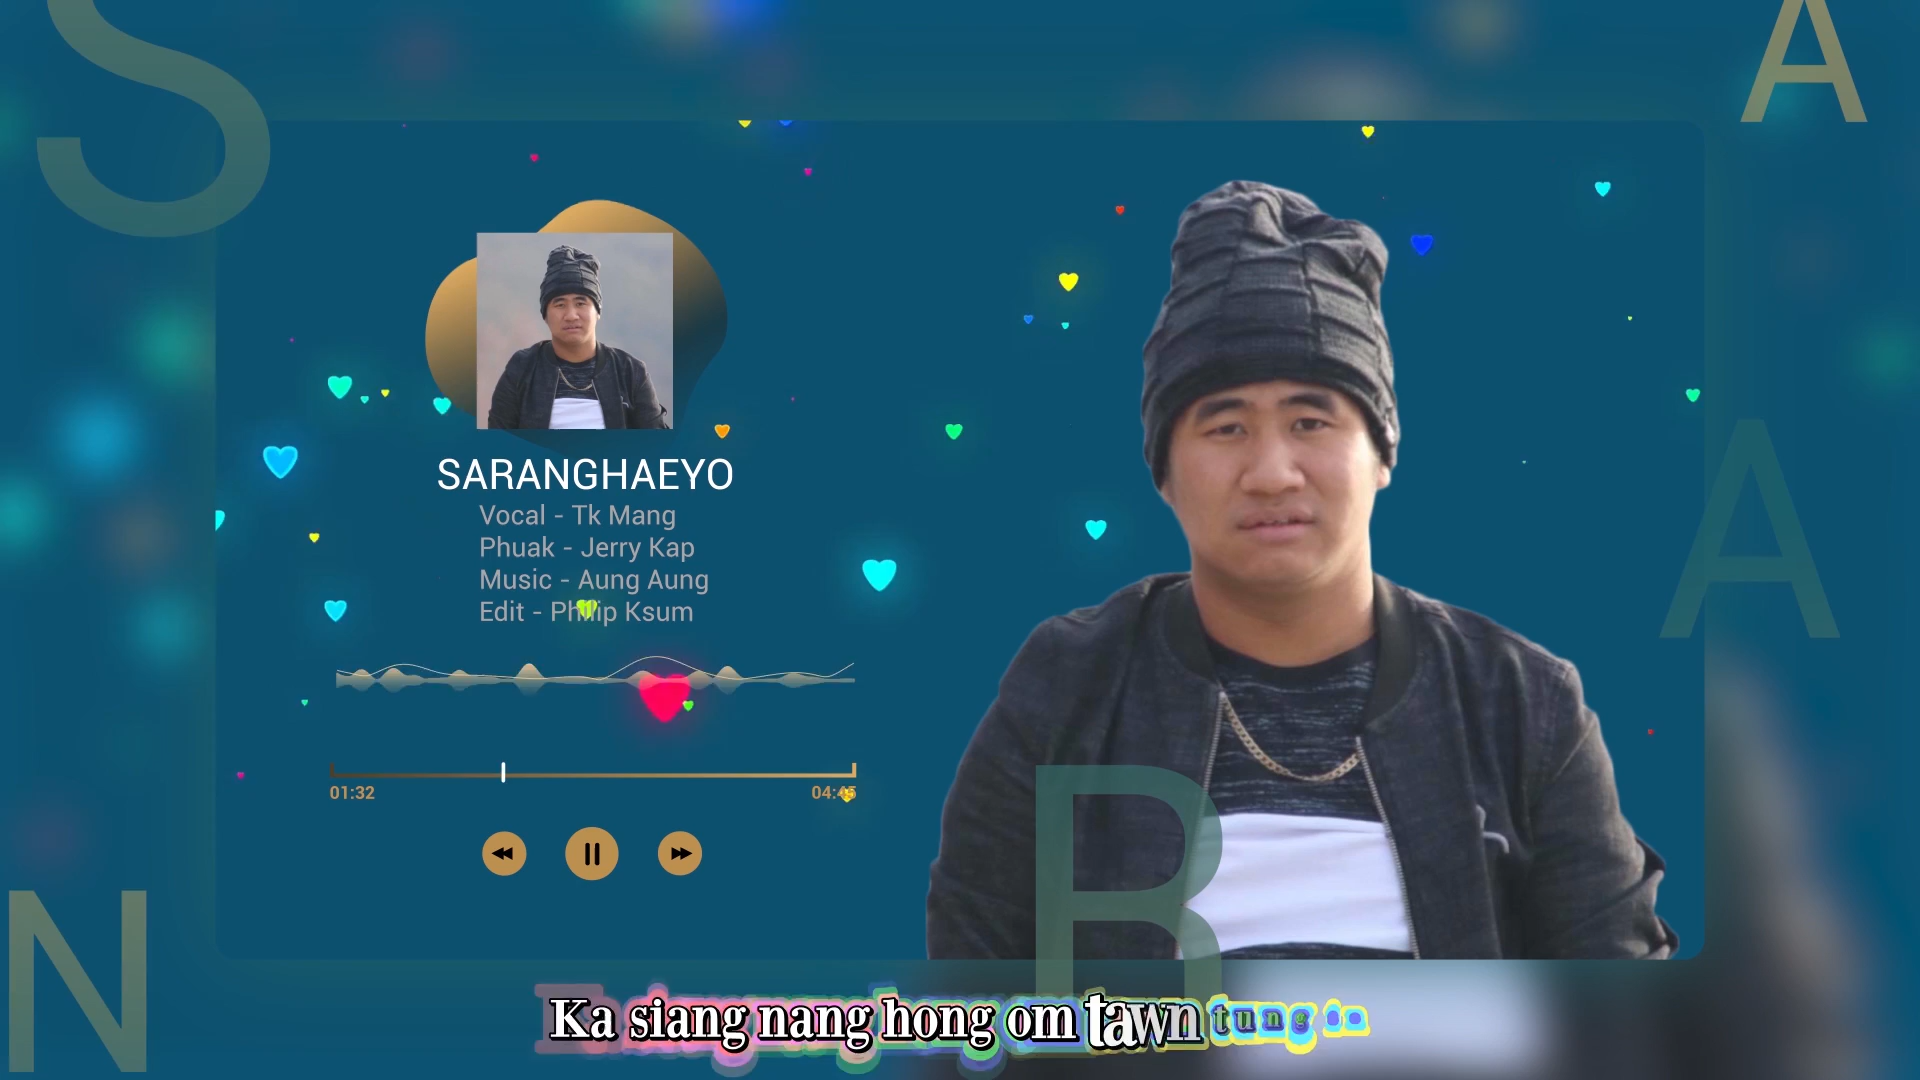 S
A
SARANGHAEYO
Vocal - Tk Mang
Phuak - Jerry Kap
Music - Aung Aung
Edit - Philip Ksum
A
01:32 04:45
R
N
Ka siang nang hong om tawn tung